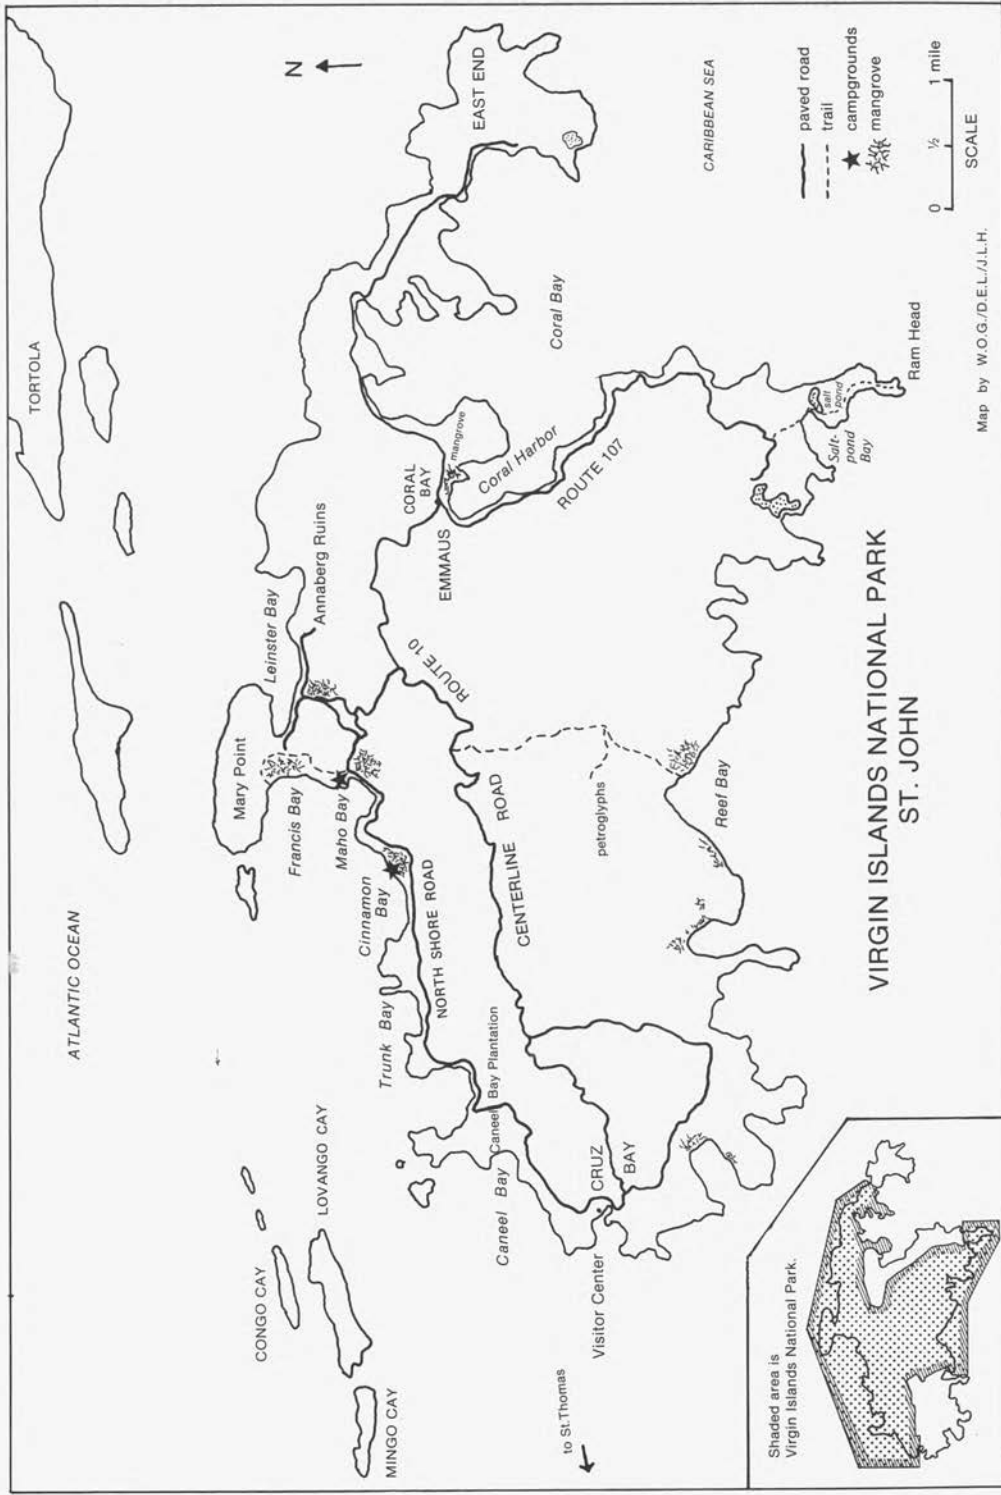 TORTOLA
ATLANTIC OCEAN
N
EAST END
CONGO CAY
LOVANGO CAY
MINGO CAY
Mary Point
Leinster Bay
Francis Bay
Annaberg Ruins
Maho Bay
Cinnamon
Bay
Trunk Bay
CORAL
BAY
mangrove
EMMAUS
Coral Harbor
Coral Bay
NORTH SHORE ROAD
ROUTE 10
ROUTE 107
CENTERLINE ROAD
Caneel Bay Plantation
Caneel Bay
CRUZ
BAY
Visitor Center
to St.Thomas
petroglyphs
Reef Bay
Salt-
pond
Bay
salt
pond
Ram Head
CARIBBEAN SEA
paved road
trail
campgrounds
mangrove
0 ½ 1 mile
SCALE
VIRGIN ISLANDS NATIONAL PARK
ST. JOHN
Shaded area is
Virgin Islands National Park.
Map by W.O.G./D.E.L./J.L.H.